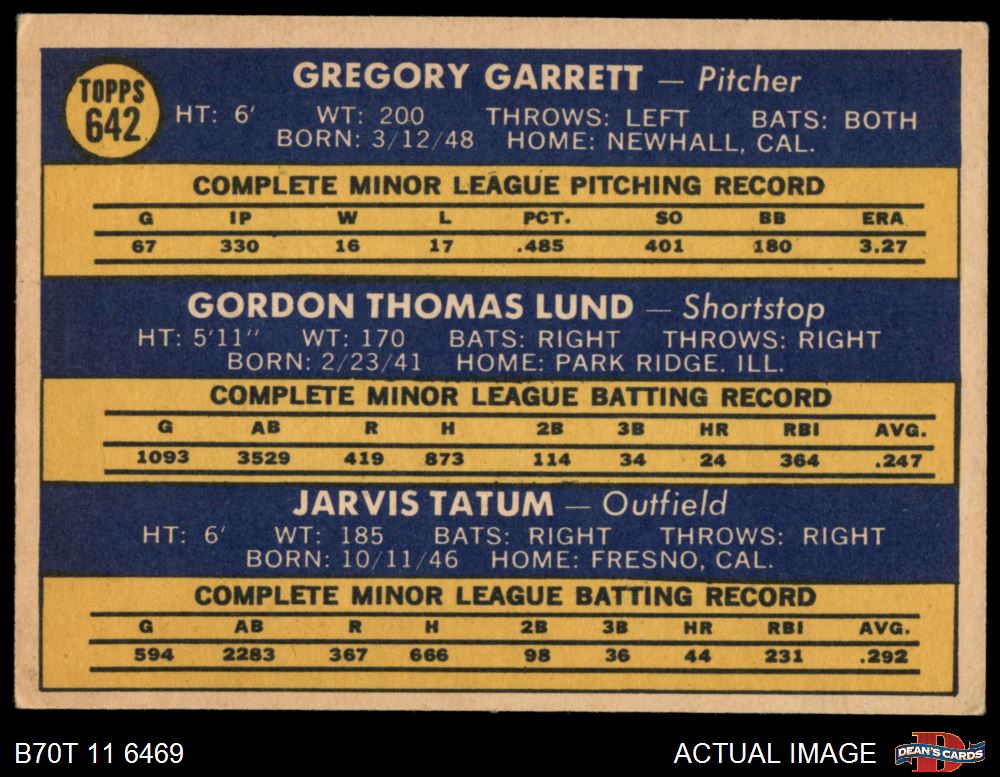 TOPPS
642
GREGORY GARRETT — Pitcher
HT: 6' WT: 200 THROWS: LEFT BATS: BOTH
BORN: 3/12/48 HOME: NEWHALL, CAL.
COMPLETE MINOR LEAGUE PITCHING RECORD
G IP W L PCT. SO BB ERA
67 330 16 17 .485 401 180 3.27
GORDON THOMAS LUND — Shortstop
HT: 5'11" WT: 170 BATS: RIGHT THROWS: RIGHT
BORN: 2/23/41 HOME: PARK RIDGE. ILL.
COMPLETE MINOR LEAGUE BATTING RECORD
G AB R H 2B 3B HR RBI AVG.
1093 3529 419 873 114 34 24 364 .247
JARVIS TATUM — Outfield
HT: 6' WT: 185 BATS: RIGHT THROWS: RIGHT
BORN: 10/11/46 HOME: FRESNO, CAL.
COMPLETE MINOR LEAGUE BATTING RECORD
G AB R H 2B 3B HR RBI AVG.
594 2283 367 666 98 36 44 231 .292
B70T 11 6469
ACTUAL IMAGE
D
DEAN'S CARDS